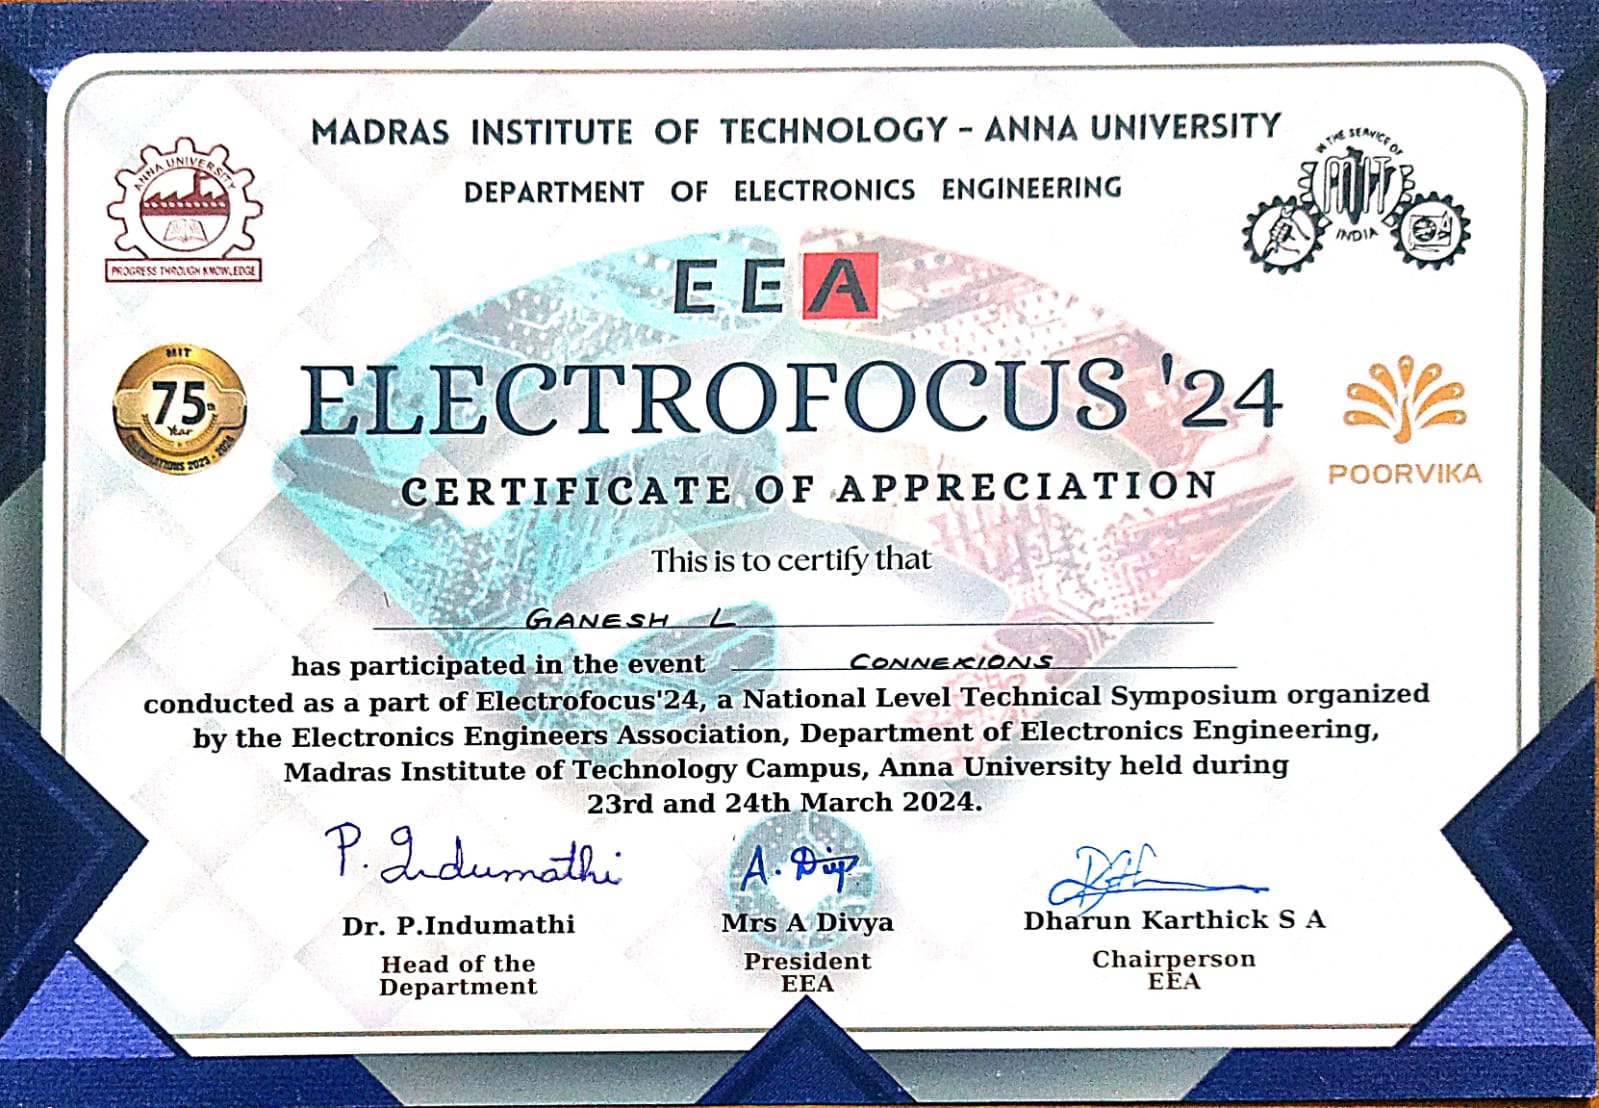 MADRAS INSTITUTE OF TECHNOLOGY - ANNA UNIVERSITY
DEPARTMENT OF ELECTRONICS ENGINEERING
ANNA UNIVERSITY
PROGRESS THROUGH KNOWLEDGE
IN THE SERVICE OF
MIT
INDIA
EEA
MIT
75th
Year
CELEBRATIONS 2023 - 2024
ELECTROFOCUS '24
POORVIKA
CERTIFICATE OF APPRECIATION
This is to certify that
GANESH L
has participated in the event CONNEXIONS
conducted as a part of Electrofocus'24, a National Level Technical Symposium organized
by the Electronics Engineers Association, Department of Electronics Engineering,
Madras Institute of Technology Campus, Anna University held during
23rd and 24th March 2024.
P. Indumathi
A. Divya
Dr. P.Indumathi
Mrs A Divya
Dharun Karthick S A
Head of the
Department
President
EEA
Chairperson
EEA